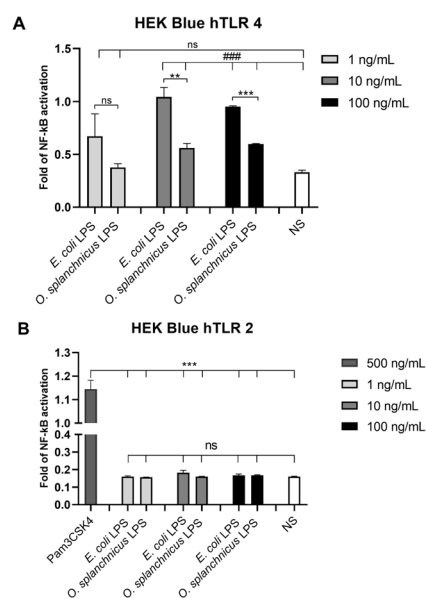 A
HEK Blue hTLR 4
Fold of NF-kB activation
1.5
1.0
0.5
0.0
ns
###
ns
**
***
1 ng/mL
10 ng/mL
100 ng/mL
E. coli LPS
O. splanchnicus LPS
E. coli LPS
O. splanchnicus LPS
E. coli LPS
O. splanchnicus LPS
NS
B
HEK Blue hTLR 2
Fold of NF-kB activation
1.3
1.2
1.1
1.0
0.4
0.3
0.2
0.1
0.0
***
ns
500 ng/mL
1 ng/mL
10 ng/mL
100 ng/mL
Pam3CSK4
E. coli LPS
O. splanchnicus LPS
E. coli LPS
O. splanchnicus LPS
E. coli LPS
O. splanchnicus LPS
NS